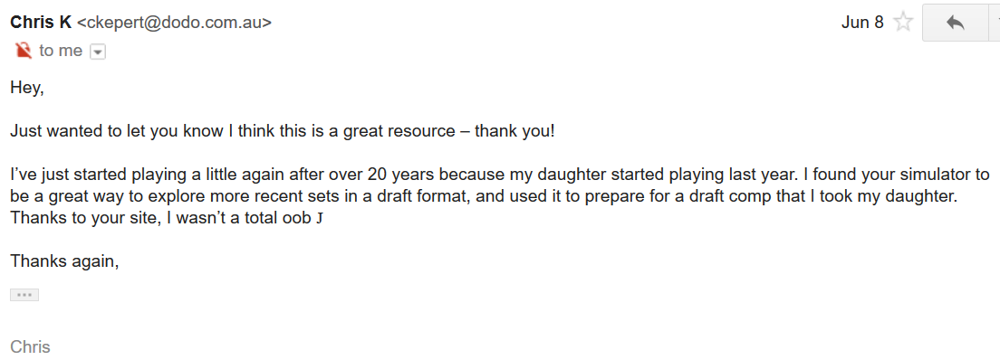 Chris K <ckepert@dodo.com.au>
Jun 8
to me
Hey,
Just wanted to let you know I think this is a great resource – thank you!
I've just started playing a little again after over 20 years because my daughter started playing last year. I found your simulator to
be a great way to explore more recent sets in a draft format, and used it to prepare for a draft comp that I took my daughter.
Thanks to your site, I wasn't a total oob J
Thanks again,
Chris